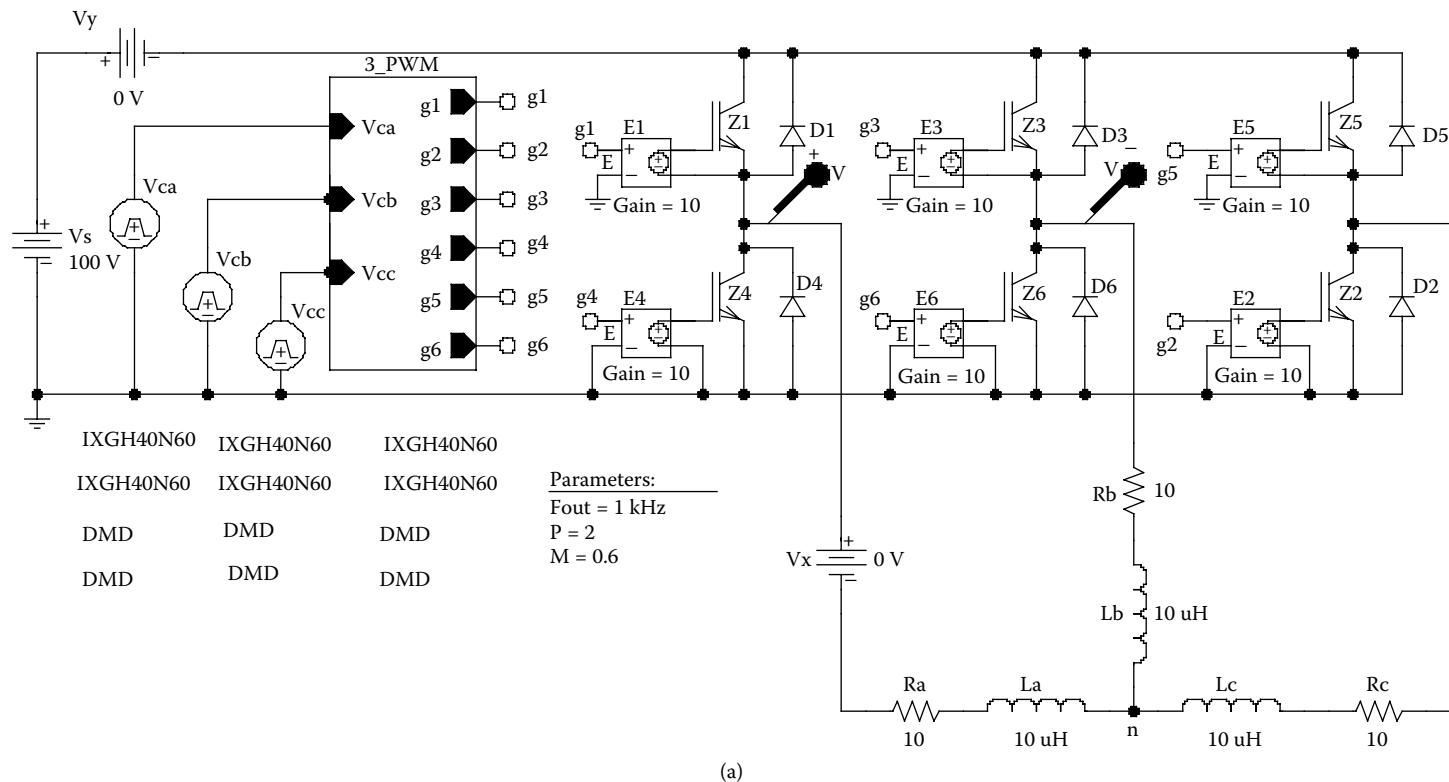 Vy
+ −
0 V
3_PWM
g1 g1
g2 g2
g3 g3
g4 g4
g5 g5
g6 g6
Vca
Vcb
Vcc
Vca
+
−
Vcb
+
−
Vcc
+
−
+
Vs
100 V
−
g1 E1
+
E
−
+
−
Gain = 10
Z1
D1
+
V
g3 E3
+
E
−
+
−
Gain = 10
Z3
D3
−
V
g5 E5
+
E
−
+
−
Gain = 10
Z5
D5
g4 E4
+
E
−
+
−
Gain = 10
Z4
D4
g6 E6
+
E
−
+
−
Gain = 10
Z6
D6
g2 E2
+
E
−
+
−
Gain = 10
Z2
D2
IXGH40N60 IXGH40N60 IXGH40N60
IXGH40N60 IXGH40N60 IXGH40N60
DMD DMD DMD
DMD DMD DMD
Parameters:
Fout = 1 kHz
P = 2
M = 0.6
Rb 10
+
Vx 0 V
−
Lb 10 uH
Ra La Lc Rc
10 10 uH n 10 uH 10
(a)